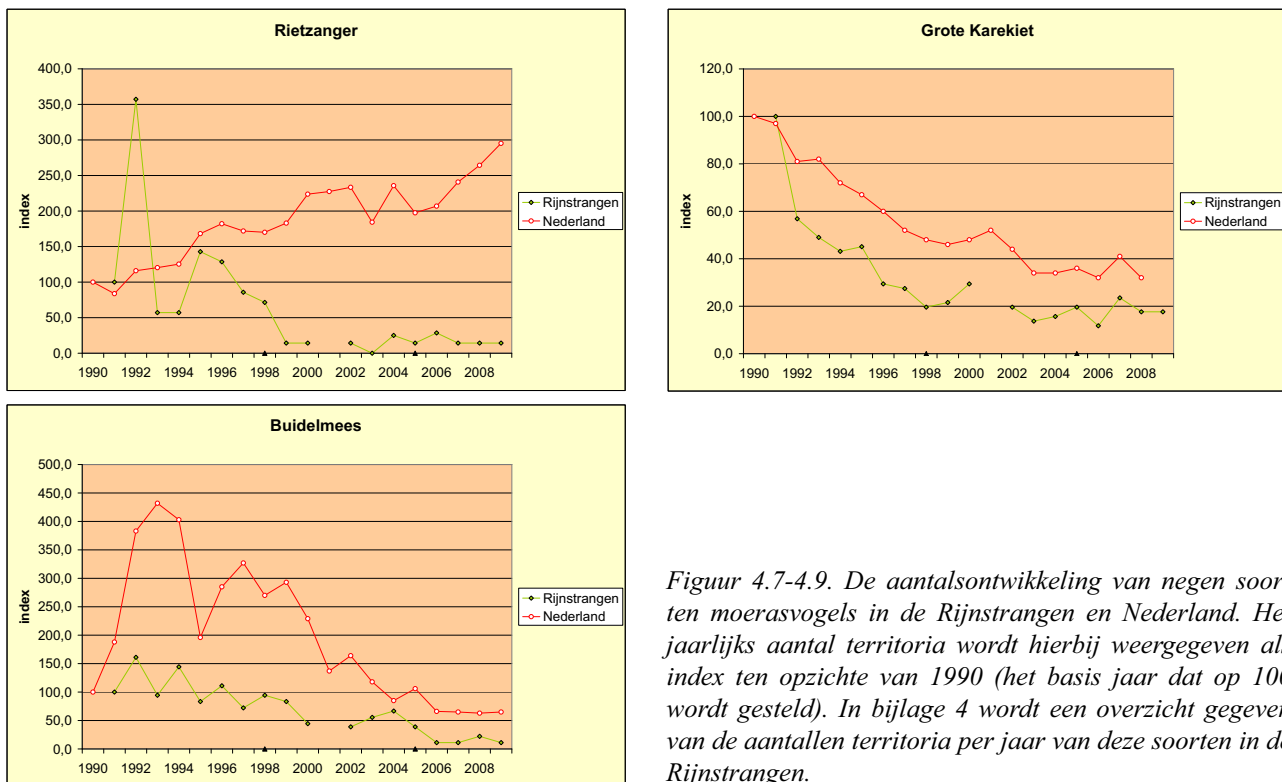 Rietzanger
400,0
350,0
300,0
250,0
200,0
150,0
100,0
50,0
0,0
index
1990 1992 1994 1996 1998 2000 2002 2004 2006 2008
Rijnstrangen
Nederland
Grote Karekiet
120,0
100,0
80,0
60,0
40,0
20,0
0,0
index
1990 1992 1994 1996 1998 2000 2002 2004 2006 2008
Rijnstrangen
Nederland
Buidelmees
500,0
450,0
400,0
350,0
300,0
250,0
200,0
150,0
100,0
50,0
0,0
index
1990 1992 1994 1996 1998 2000 2002 2004 2006 2008
Rijnstrangen
Nederland
Figuur 4.7-4.9. De aantalsontwikkeling van negen soor
ten moerasvogels in de Rijnstrangen en Nederland. He
jaarlijks aantal territoria wordt hierbij weergegeven al
index ten opzichte van 1990 (het basis jaar dat op 100
wordt gesteld). In bijlage 4 wordt een overzicht gegeve
van de aantallen territoria per jaar van deze soorten in d
Rijnstrangen.